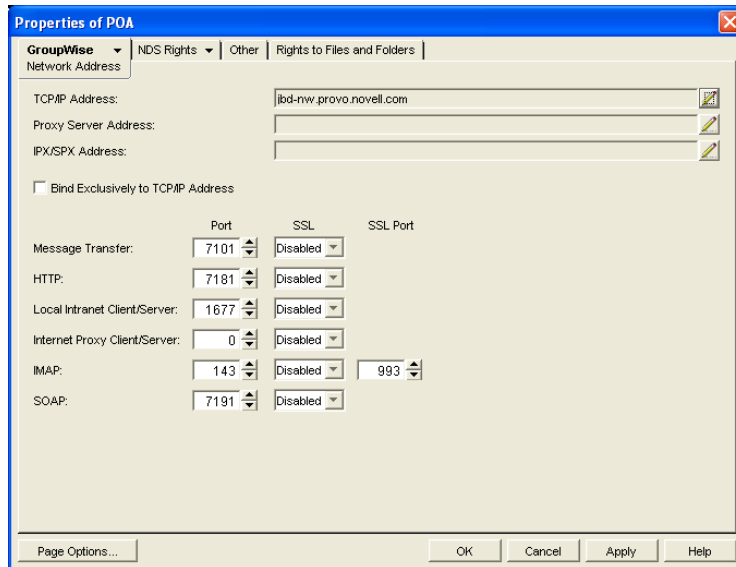 Properties of POA
GroupWise NDS Rights Other Rights to Files and Folders
Network Address
TCP/IP Address: jbd-nw.provo.novell.com
Proxy Server Address:
IPX/SPX Address:
Bind Exclusively to TCP/IP Address
Port SSL SSL Port
Message Transfer: 7101 Disabled
HTTP: 7181 Disabled
Local Intranet Client/Server: 1677 Disabled
Internet Proxy Client/Server: 0 Disabled
IMAP: 143 Disabled 993
SOAP: 7191 Disabled
Page Options... OK Cancel Apply Help